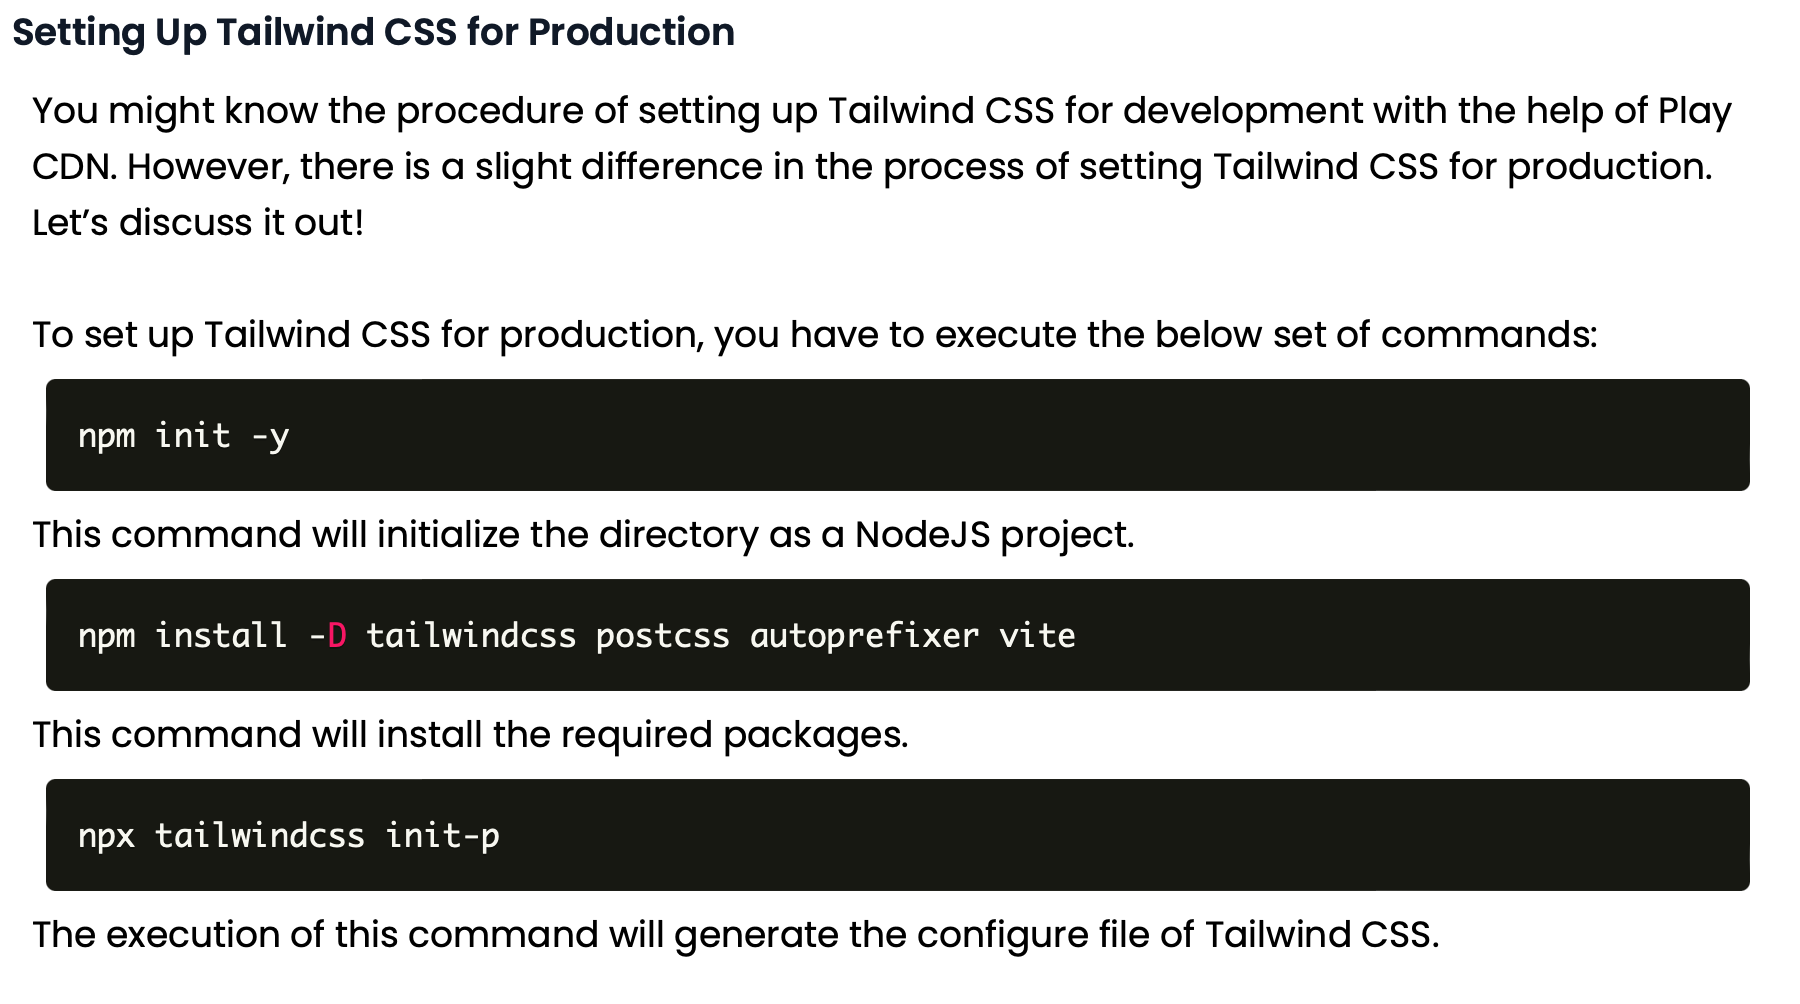 Setting Up Tailwind CSS for Production
You might know the procedure of setting up Tailwind CSS for development with the help of Play
CDN. However, there is a slight difference in the process of setting Tailwind CSS for production.
Let’s discuss it out!
To set up Tailwind CSS for production, you have to execute the below set of commands:
npm init -y
This command will initialize the directory as a NodeJS project.
npm install -D tailwindcss postcss autoprefixer vite
This command will install the required packages.
npx tailwindcss init-p
The execution of this command will generate the configure file of Tailwind CSS.